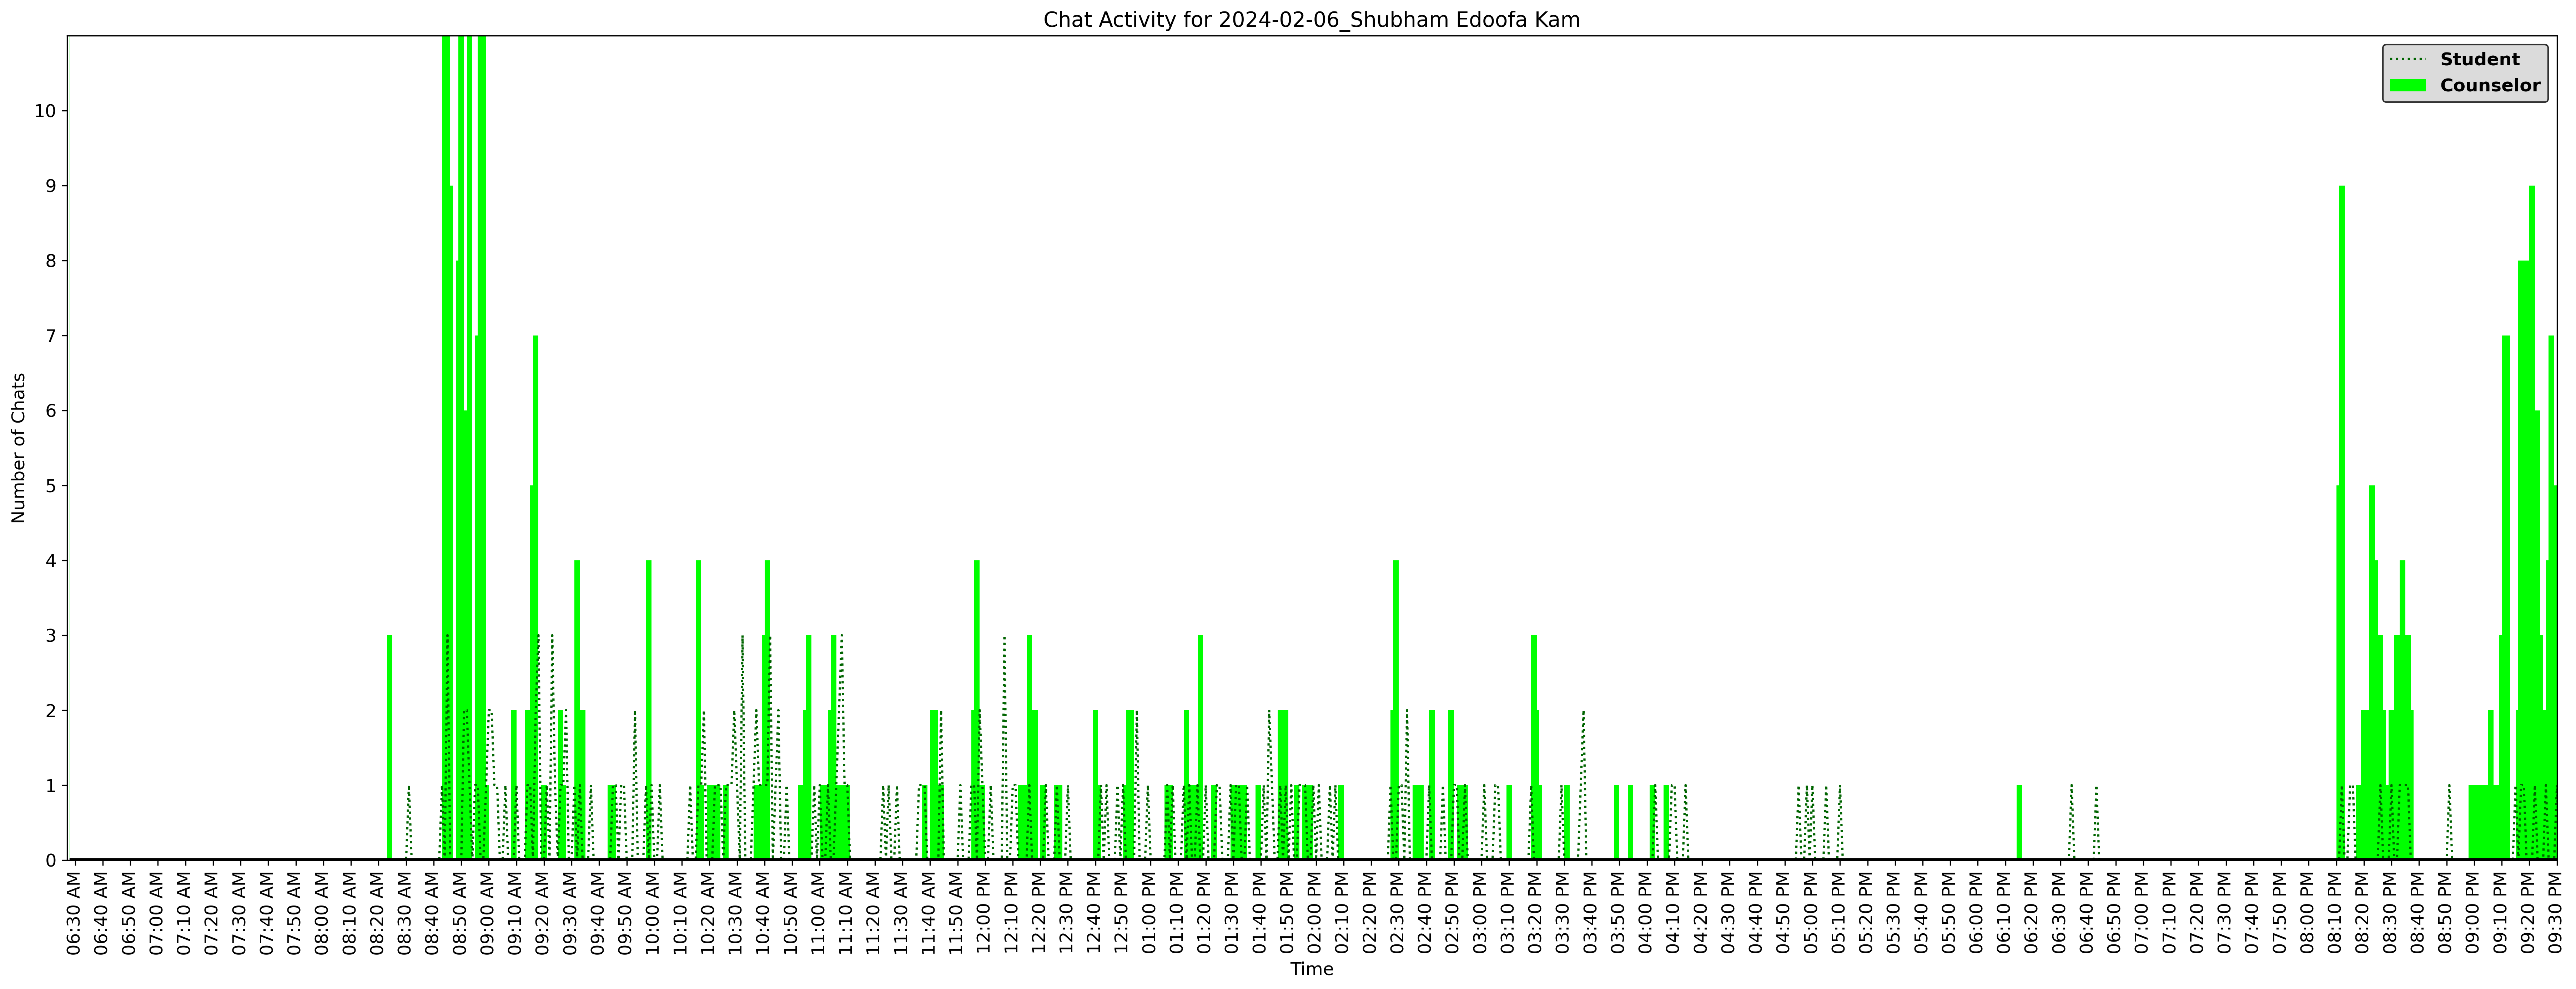 Chat Activity for 2024-02-06_Shubham Edoofa Kam
Student
Counselor
Number of Chats
10
9
8
7
6
5
4
3
2
1
0
06:30 AM
06:40 AM
06:50 AM
07:00 AM
07:10 AM
07:20 AM
07:30 AM
07:40 AM
07:50 AM
08:00 AM
08:10 AM
08:20 AM
08:30 AM
08:40 AM
08:50 AM
09:00 AM
09:10 AM
09:20 AM
09:30 AM
09:40 AM
09:50 AM
10:00 AM
10:10 AM
10:20 AM
10:30 AM
10:40 AM
10:50 AM
11:00 AM
11:10 AM
11:20 AM
11:30 AM
11:40 AM
11:50 AM
12:00 PM
12:10 PM
12:20 PM
12:30 PM
12:40 PM
12:50 PM
01:00 PM
01:10 PM
01:20 PM
01:30 PM
01:40 PM
01:50 PM
02:00 PM
02:10 PM
02:20 PM
02:30 PM
02:40 PM
02:50 PM
03:00 PM
03:10 PM
03:20 PM
03:30 PM
03:40 PM
03:50 PM
04:00 PM
04:10 PM
04:20 PM
04:30 PM
04:40 PM
04:50 PM
05:00 PM
05:10 PM
05:20 PM
05:30 PM
05:40 PM
05:50 PM
06:00 PM
06:10 PM
06:20 PM
06:30 PM
06:40 PM
06:50 PM
07:00 PM
07:10 PM
07:20 PM
07:30 PM
07:40 PM
07:50 PM
08:00 PM
08:10 PM
08:20 PM
08:30 PM
08:40 PM
08:50 PM
09:00 PM
09:10 PM
09:20 PM
09:30 PM
Time